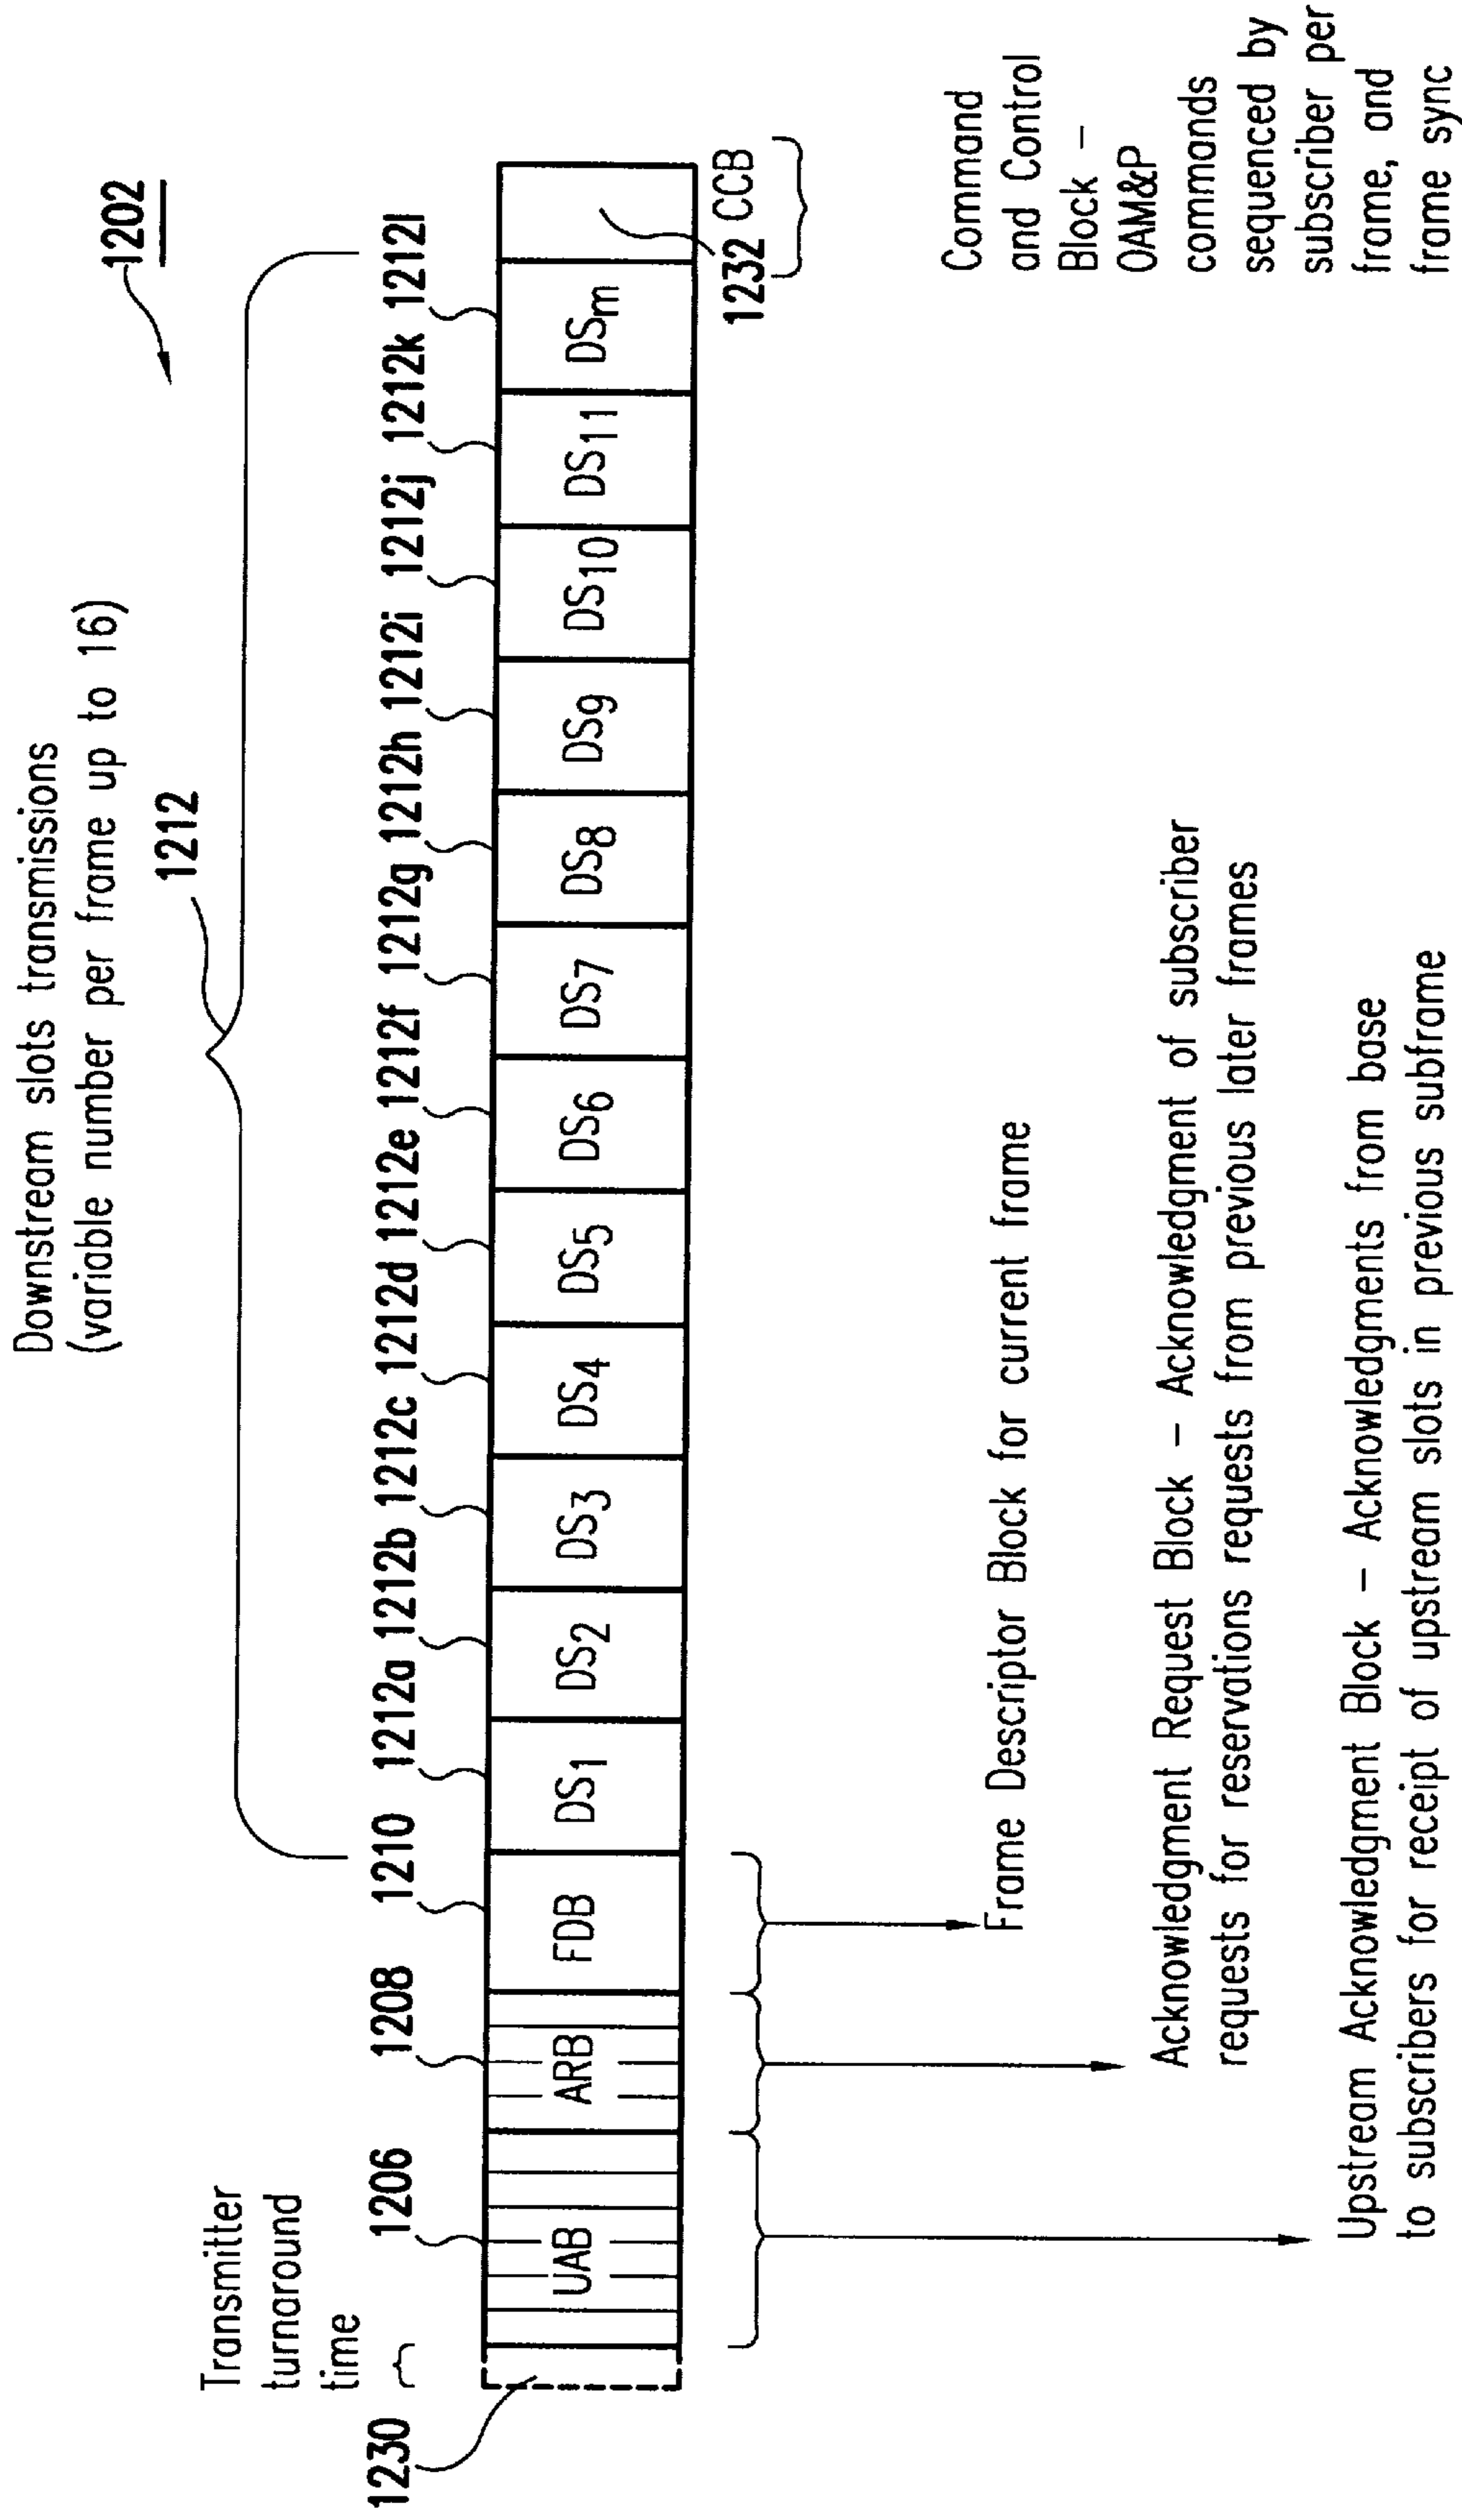 Downstream slots transmissions
(variable number per frame up to 16)
1202
1212
Transmitter
turnaround
time
1230
1206
1208
1210
1212a
1212b
1212c
1212d
1212e
1212f
1212g
1212h
1212i
1212j
1212k
1212l
UAB
ARB
FDB
DS1
DS2
DS3
DS4
DS5
DS6
DS7
DS8
DS9
DS10
DS11
DSm
1232
CCB
Frame Descriptor Block for current frame
Acknowledgment Request Block – Acknowledgment of subscriber
requests for reservations requests from previous later frames
Upstream Acknowledgment Block – Acknowledgments from base
to subscribers for receipt of upstream slots in previous subframe
Command
and Control
Block –
OAM&P
commands
sequenced by
subscriber per
frame, and
frame sync